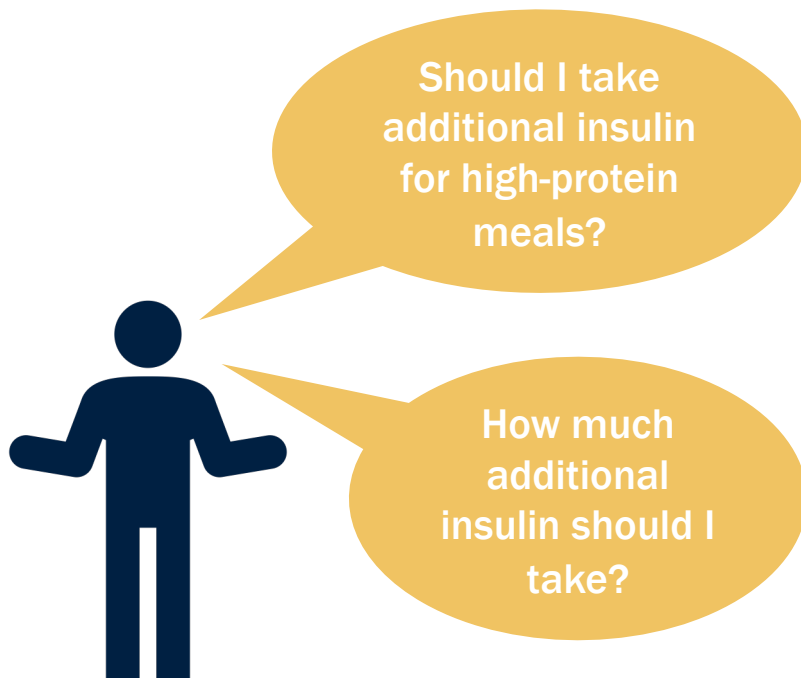 Should I take
additional insulin
for high-protein
meals?
How much
additional
insulin should I
take?